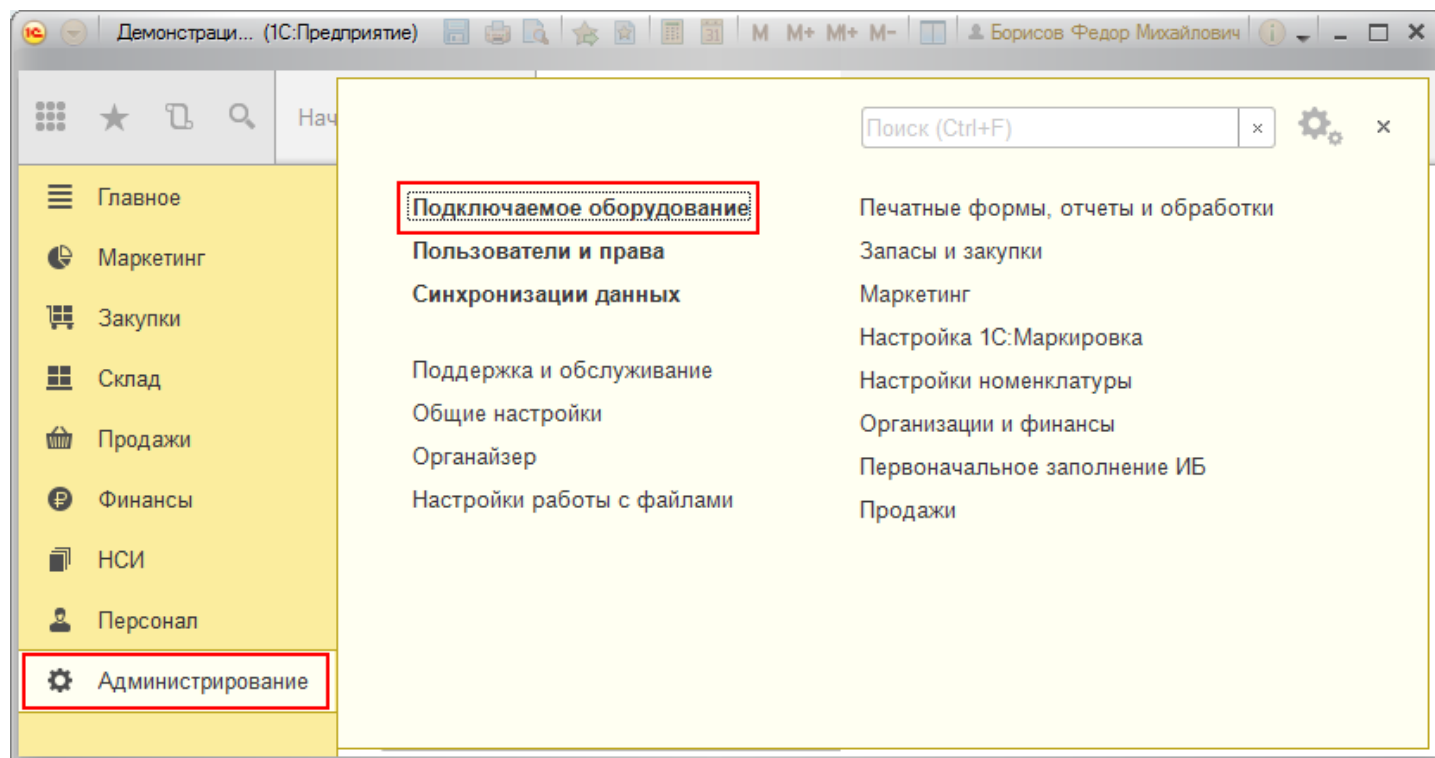 1С Демонстраци... (1С:Предприятие) 31 M M+ M+ M- Борисов Федор Михайлович i
Нач
Поиск (Ctrl+F) × ×
Главное
Маркетинг
Закупки
Склад
Продажи
Финансы
НСИ
Персонал
Администрирование
Подключаемое оборудование
Пользователи и права
Синхронизации данных
Поддержка и обслуживание
Общие настройки
Органайзер
Настройки работы с файлами
Печатные формы, отчеты и обработки
Запасы и закупки
Маркетинг
Настройка 1С:Маркировка
Настройки номенклатуры
Организации и финансы
Первоначальное заполнение ИБ
Продажи